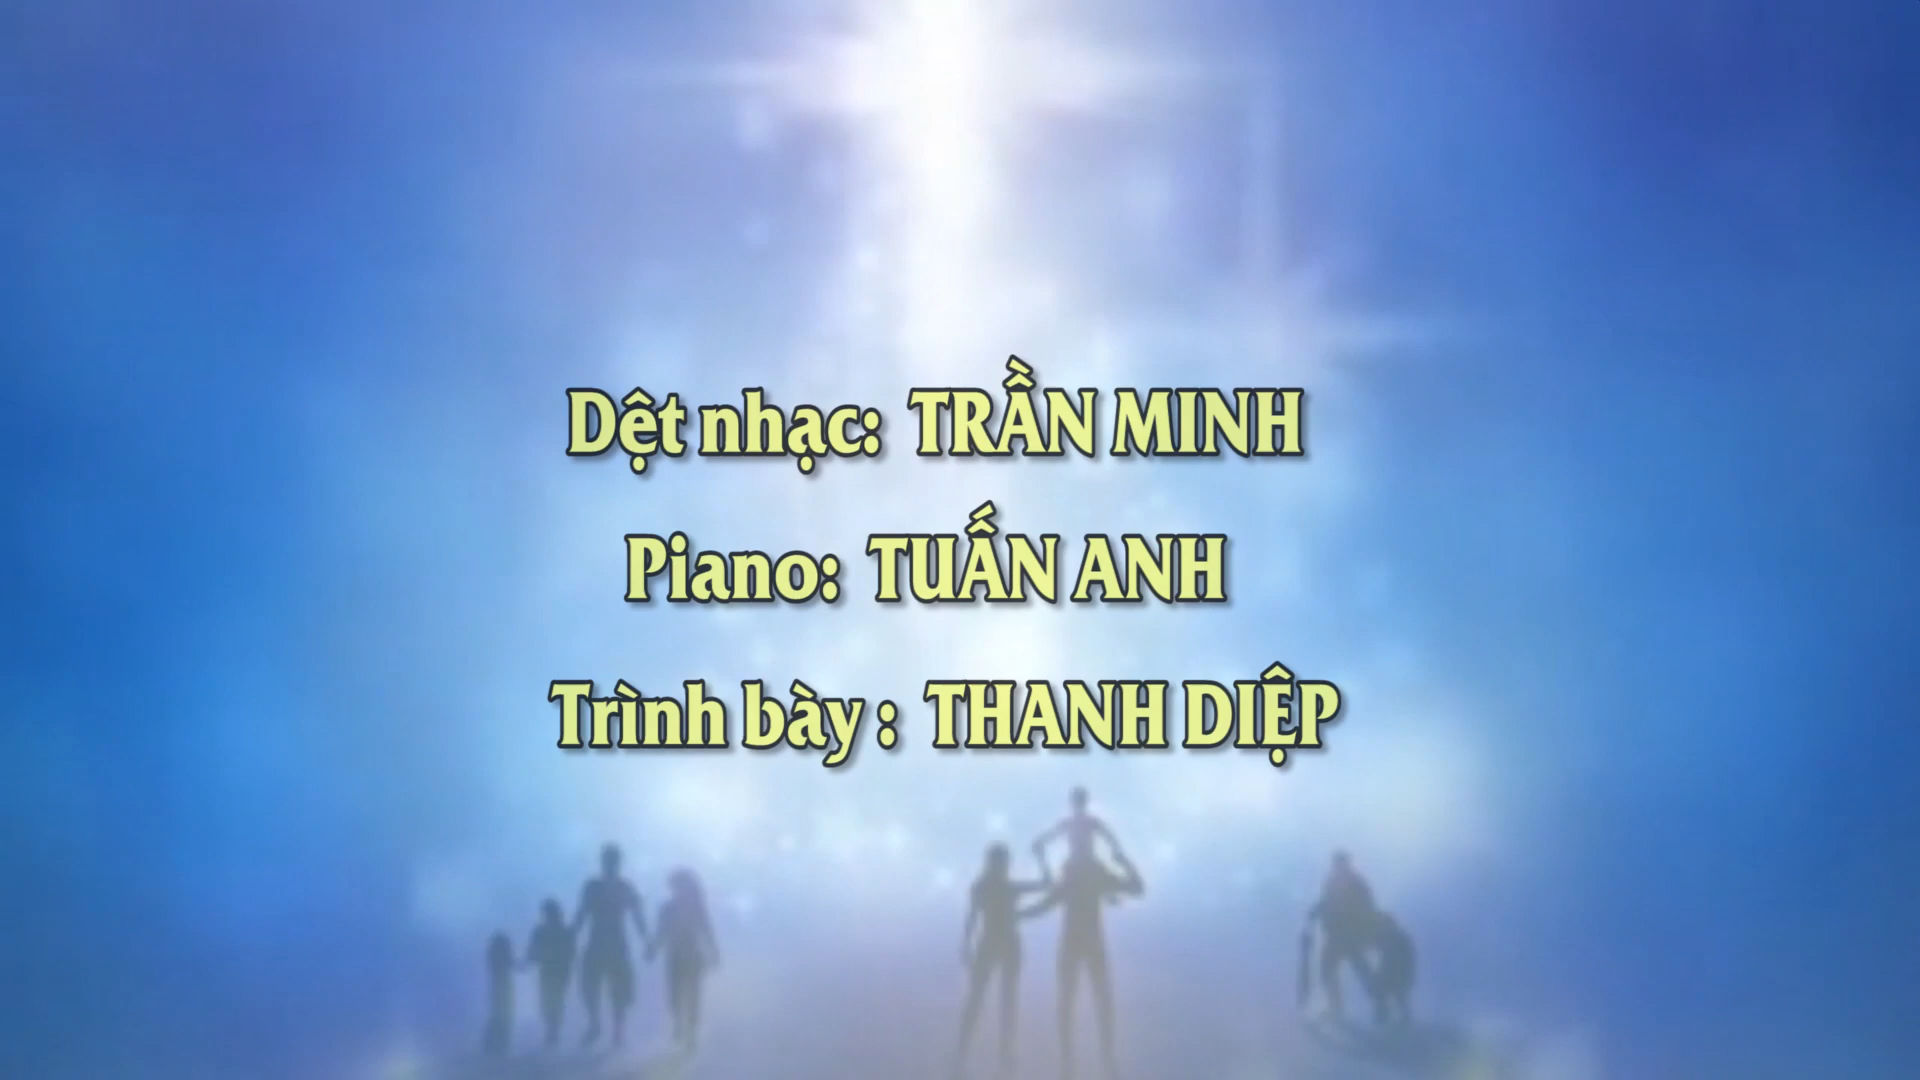 Dệt nhạc: TRẦN MINH
Piano: TUẤN ANH
Trình bày : THANH DIỆP